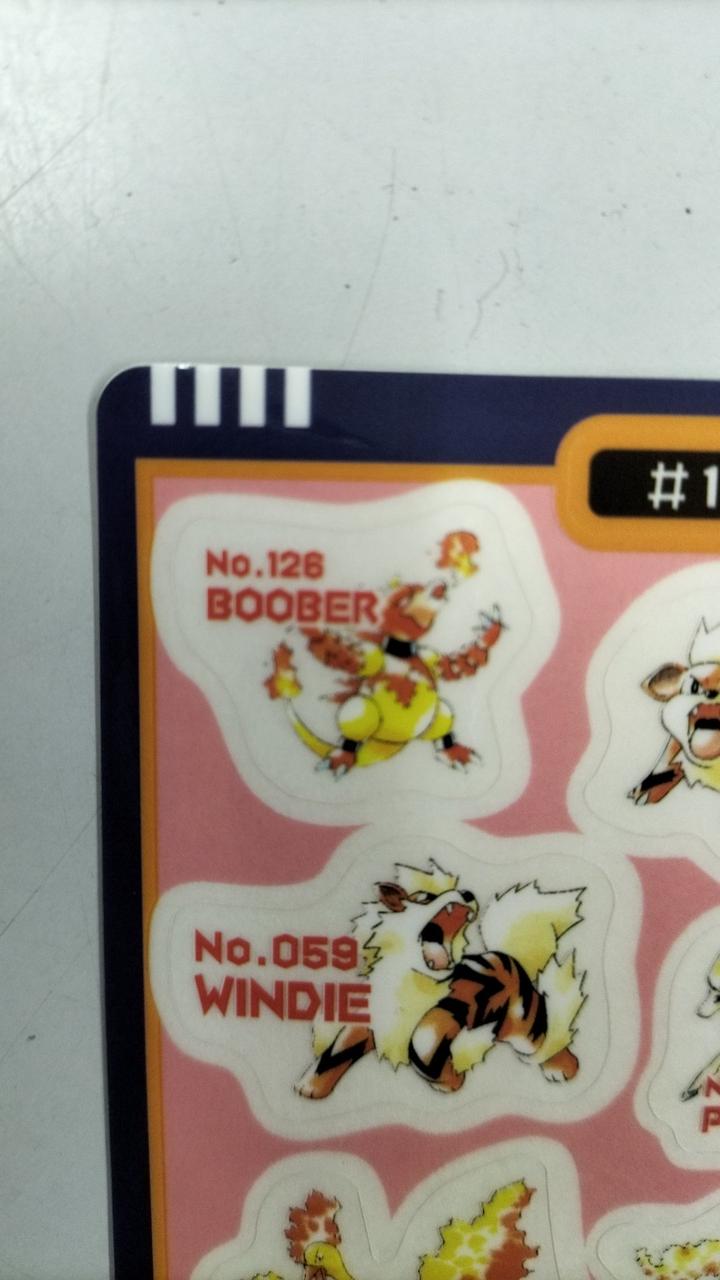 #1
No.126
BOOBER
No.059
WINDIE